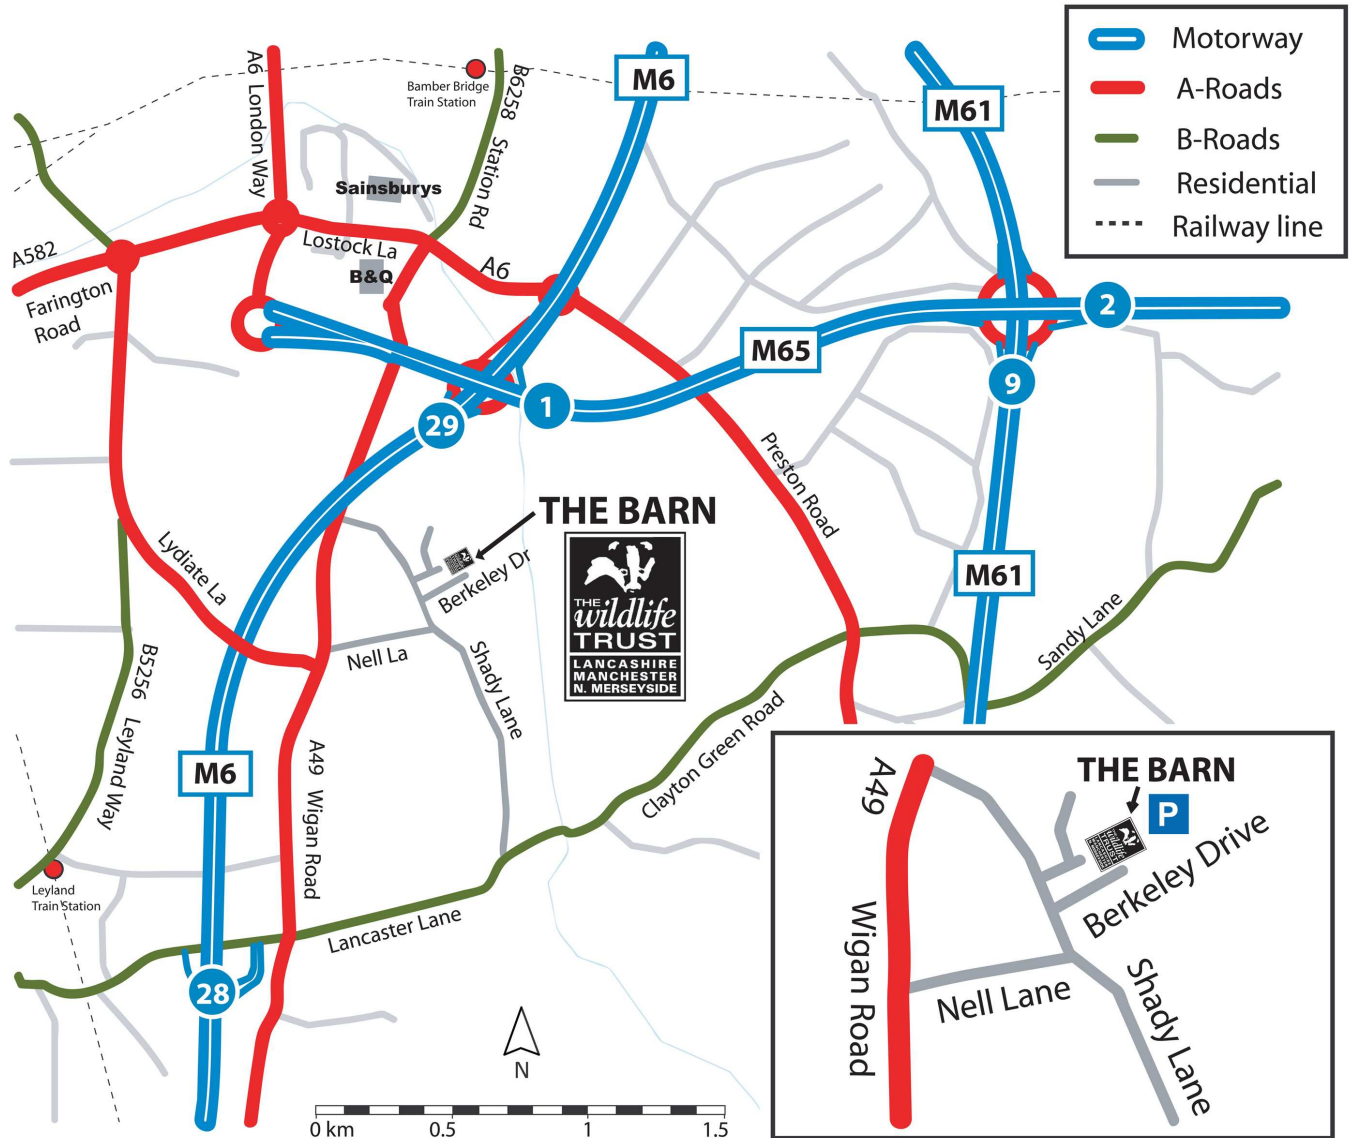 Motorway
A-Roads
B-Roads
Residential
Railway line
A6 London Way
Bamber Bridge
Train Station
B6258 Station Rd
M6
M61
Sainsburys
A582
Farington
Road
Lostock La
B&Q
A6
M65
2
1
9
29
Preston Road
THE BARN
Berkeley Dr
THE
wildlife
TRUST
LANCASHIRE
MANCHESTER
N. MERSEYSIDE
Lydiate La
M61
Sandy Lane
Nell La
Shady Lane
B5256 Leyland Way
M6
A49 Wigan Road
Clayton Green Road
Leyland
Train Station
Lancaster Lane
28
N
0 km 0.5 1 1.5
A49
Wigan Road
THE BARN
P
Berkeley Drive
Nell Lane
Shady Lane